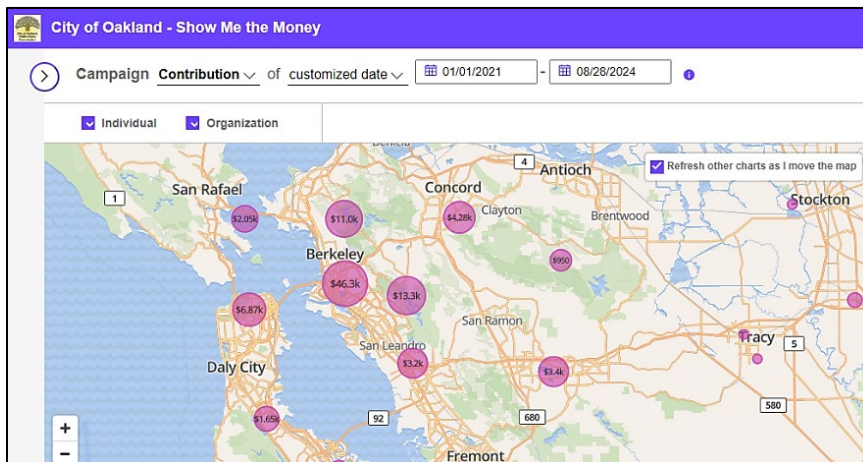 City of Oakland - Show Me the Money
Campaign Contribution of customized date 01/01/2021 - 08/28/2024
Individual Organization
Refresh other charts as I move the map
4
Antioch
1
San Rafael
Concord
Stockton
$2.05k
$11.0k
$4.28k
Clayton
Brentwood
Berkeley
$950
$46.3k
$13.3k
$6.87k
San Ramon
San Leandro
Tracy
5
Daly City
$3.2k
$3.4k
580
$1.65k
92
680
+
Fremont
−